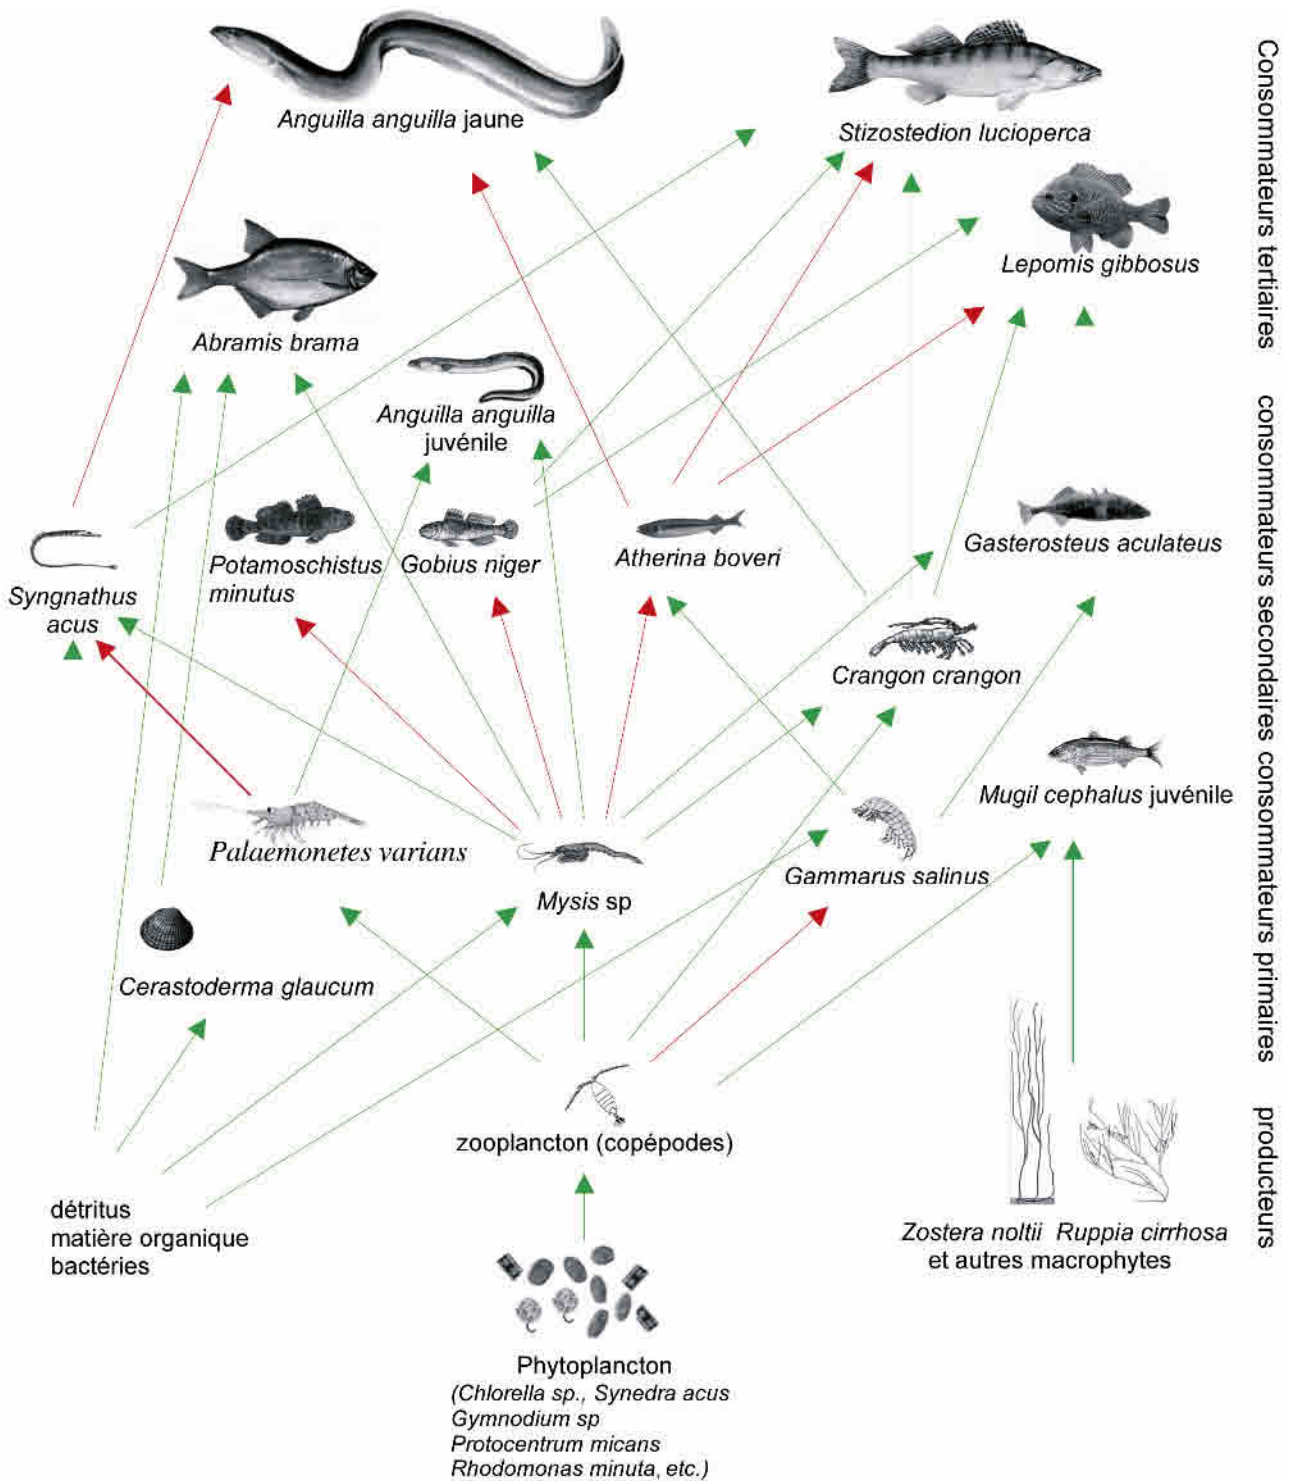 Anguilla anguilla jaune
Stizostedion lucioperca
Lepomis gibbosus
Abramis brama
Anguilla anguilla
juvénile
Syngnathus
acus
Potamoschistus
minutus
Gobius niger
Atherina boveri
Gasterosteus aculateus
Crangon crangon
Mugil cephalus juvénile
Palaemonetes varians
Mysis sp
Gammarus salinus
Cerastoderma glaucum
zooplancton (copépodes)
détritus
matière organique
bactéries
Zostera noltii Ruppia cirrhosa
et autres macrophytes
Phytoplancton
(Chlorella sp., Synedra acus
Gymnodium sp
Protocentrum micans
Rhodomonas minuta, etc.)
Consommateurs tertiaires
consommateurs secondaires
consommateurs primaires
producteurs